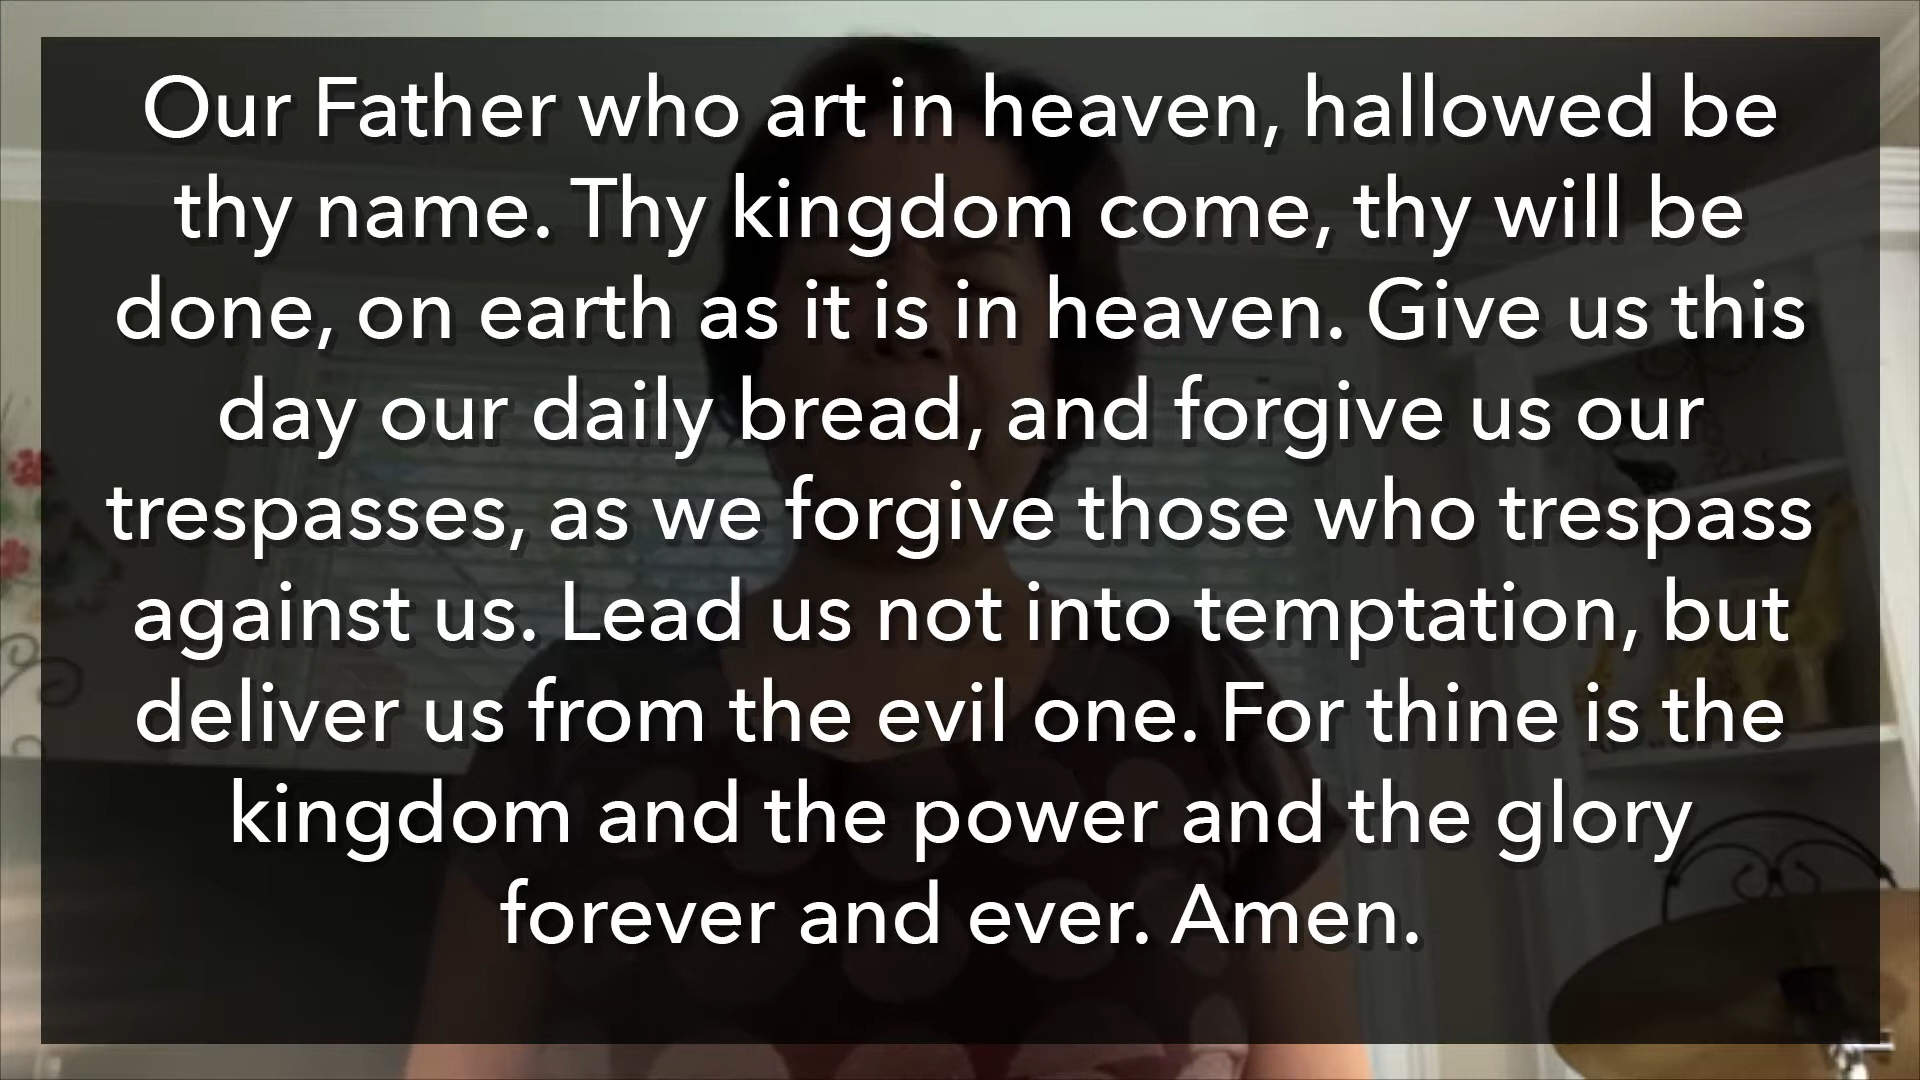 Our Father who art in heaven, hallowed be
thy name. Thy kingdom come, thy will be
done, on earth as it is in heaven. Give us this
day our daily bread, and forgive us our
trespasses, as we forgive those who trespass
against us. Lead us not into temptation, but
deliver us from the evil one. For thine is the
kingdom and the power and the glory
forever and ever. Amen.